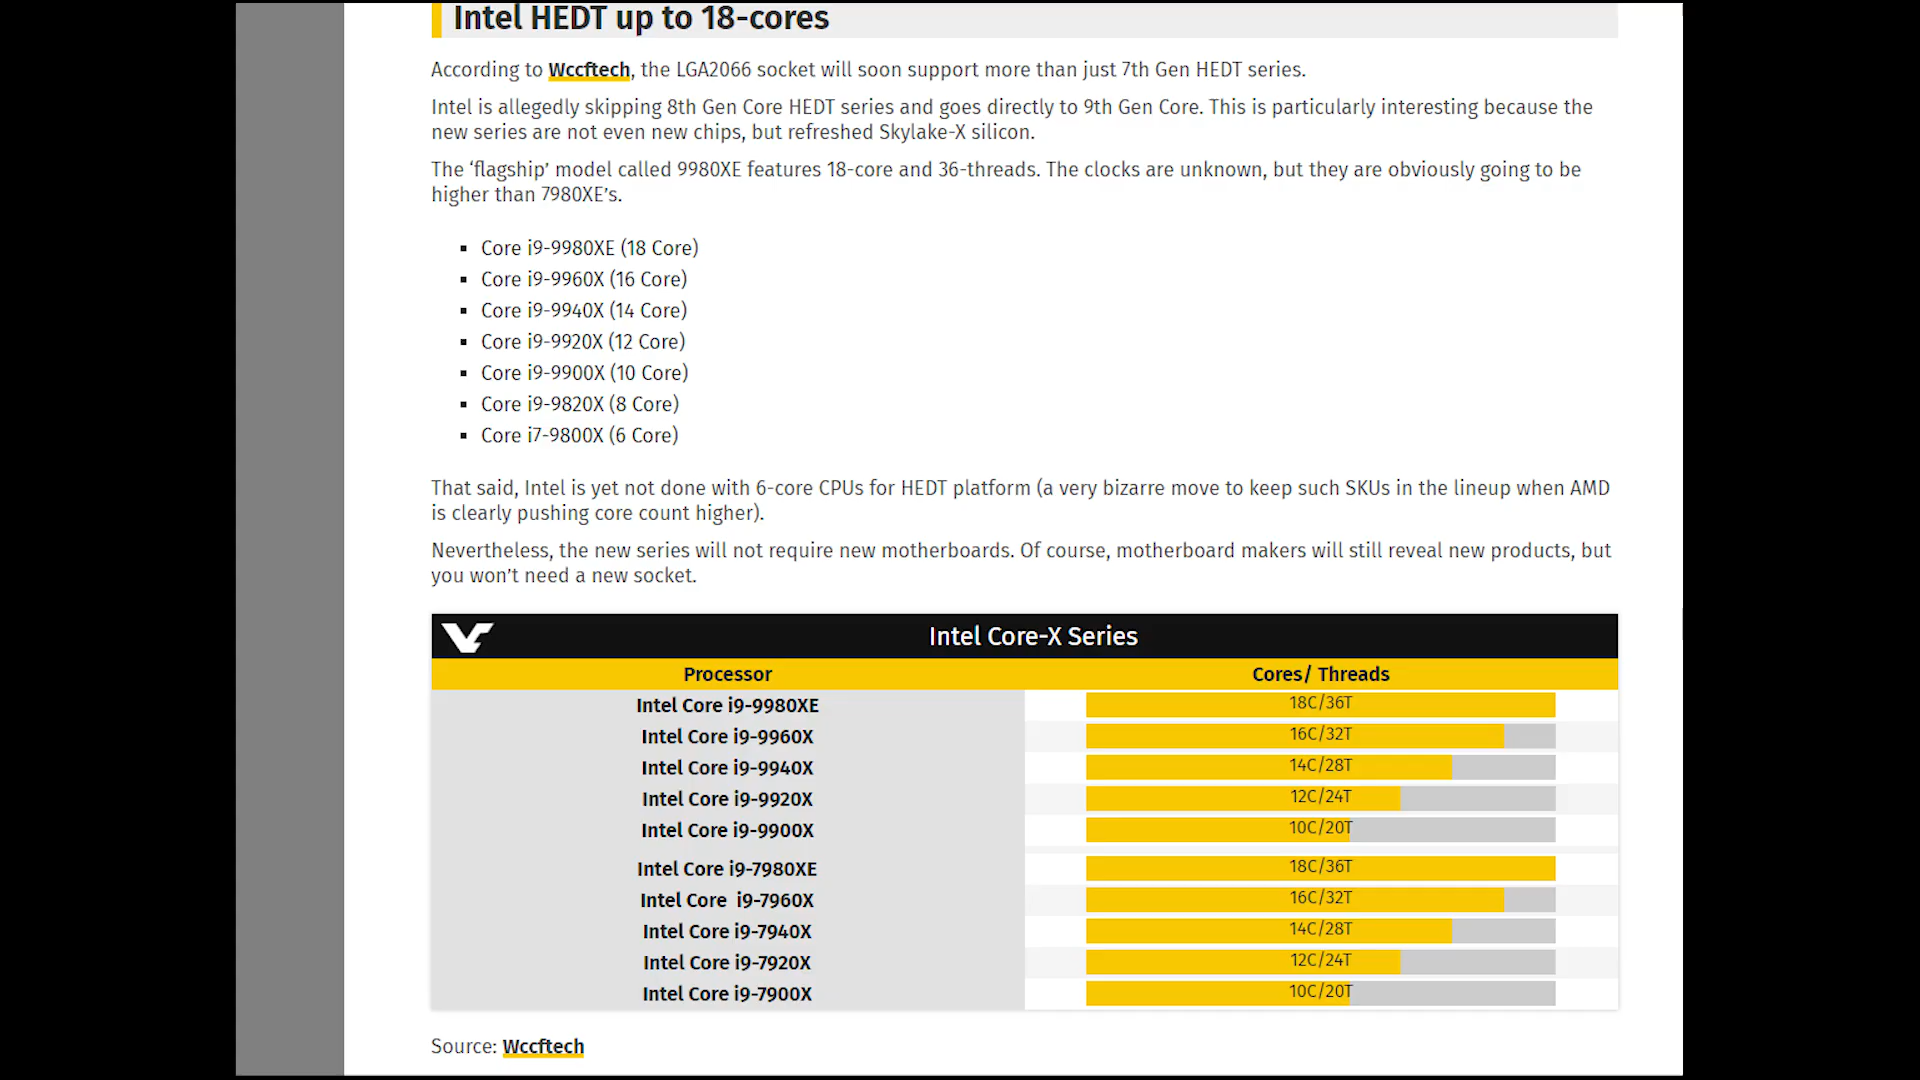 Intel HEDT up to 18-cores
According to Wccftech, the LGA2066 socket will soon support more than just 7th Gen HEDT series.
Intel is allegedly skipping 8th Gen Core HEDT series and goes directly to 9th Gen Core. This is particularly interesting because the
new series are not even new chips, but refreshed Skylake-X silicon.
The ‘flagship’ model called 9980XE features 18-core and 36-threads. The clocks are unknown, but they are obviously going to be
higher than 7980XE’s.
▪ Core i9-9980XE (18 Core)
▪ Core i9-9960X (16 Core)
▪ Core i9-9940X (14 Core)
▪ Core i9-9920X (12 Core)
▪ Core i9-9900X (10 Core)
▪ Core i9-9820X (8 Core)
▪ Core i7-9800X (6 Core)
That said, Intel is yet not done with 6-core CPUs for HEDT platform (a very bizarre move to keep such SKUs in the lineup when AMD
is clearly pushing core count higher).
Nevertheless, the new series will not require new motherboards. Of course, motherboard makers will still reveal new products, but
you won’t need a new socket.
Intel Core-X Series
Processor Cores/ Threads
Intel Core i9-9980XE 18C/36T
Intel Core i9-9960X 16C/32T
Intel Core i9-9940X 14C/28T
Intel Core i9-9920X 12C/24T
Intel Core i9-9900X 10C/20T
Intel Core i9-7980XE 18C/36T
Intel Core i9-7960X 16C/32T
Intel Core i9-7940X 14C/28T
Intel Core i9-7920X 12C/24T
Intel Core i9-7900X 10C/20T
Source: Wccftech